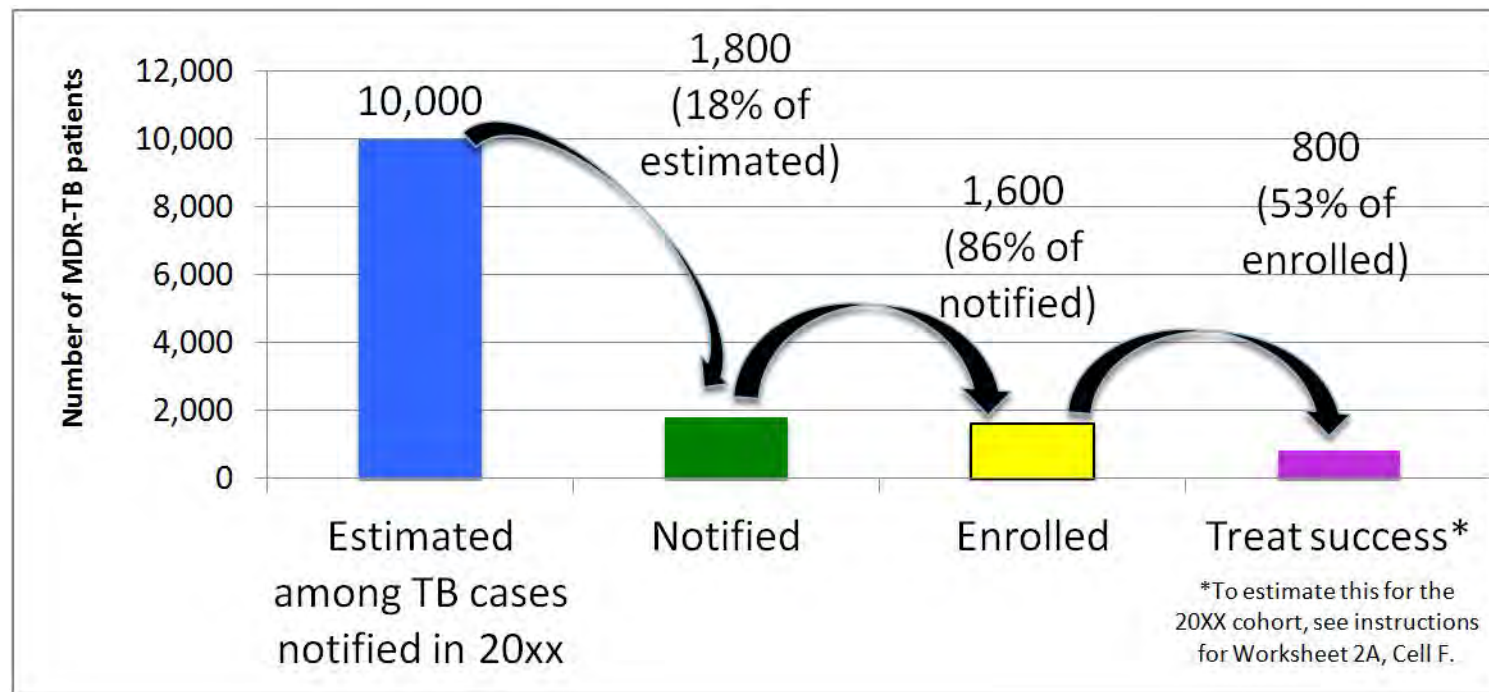 Number of MDR-TB patients
12,000
10,000
8,000
6,000
4,000
2,000
0
10,000
1,800
(18% of
estimated)
1,600
(86% of
notified)
800
(53% of
enrolled)
Estimated
among TB cases
notified in 20xx
Notified
Enrolled
Treat success*
*To estimate this for the
20XX cohort, see instructions
for Worksheet 2A, Cell F.